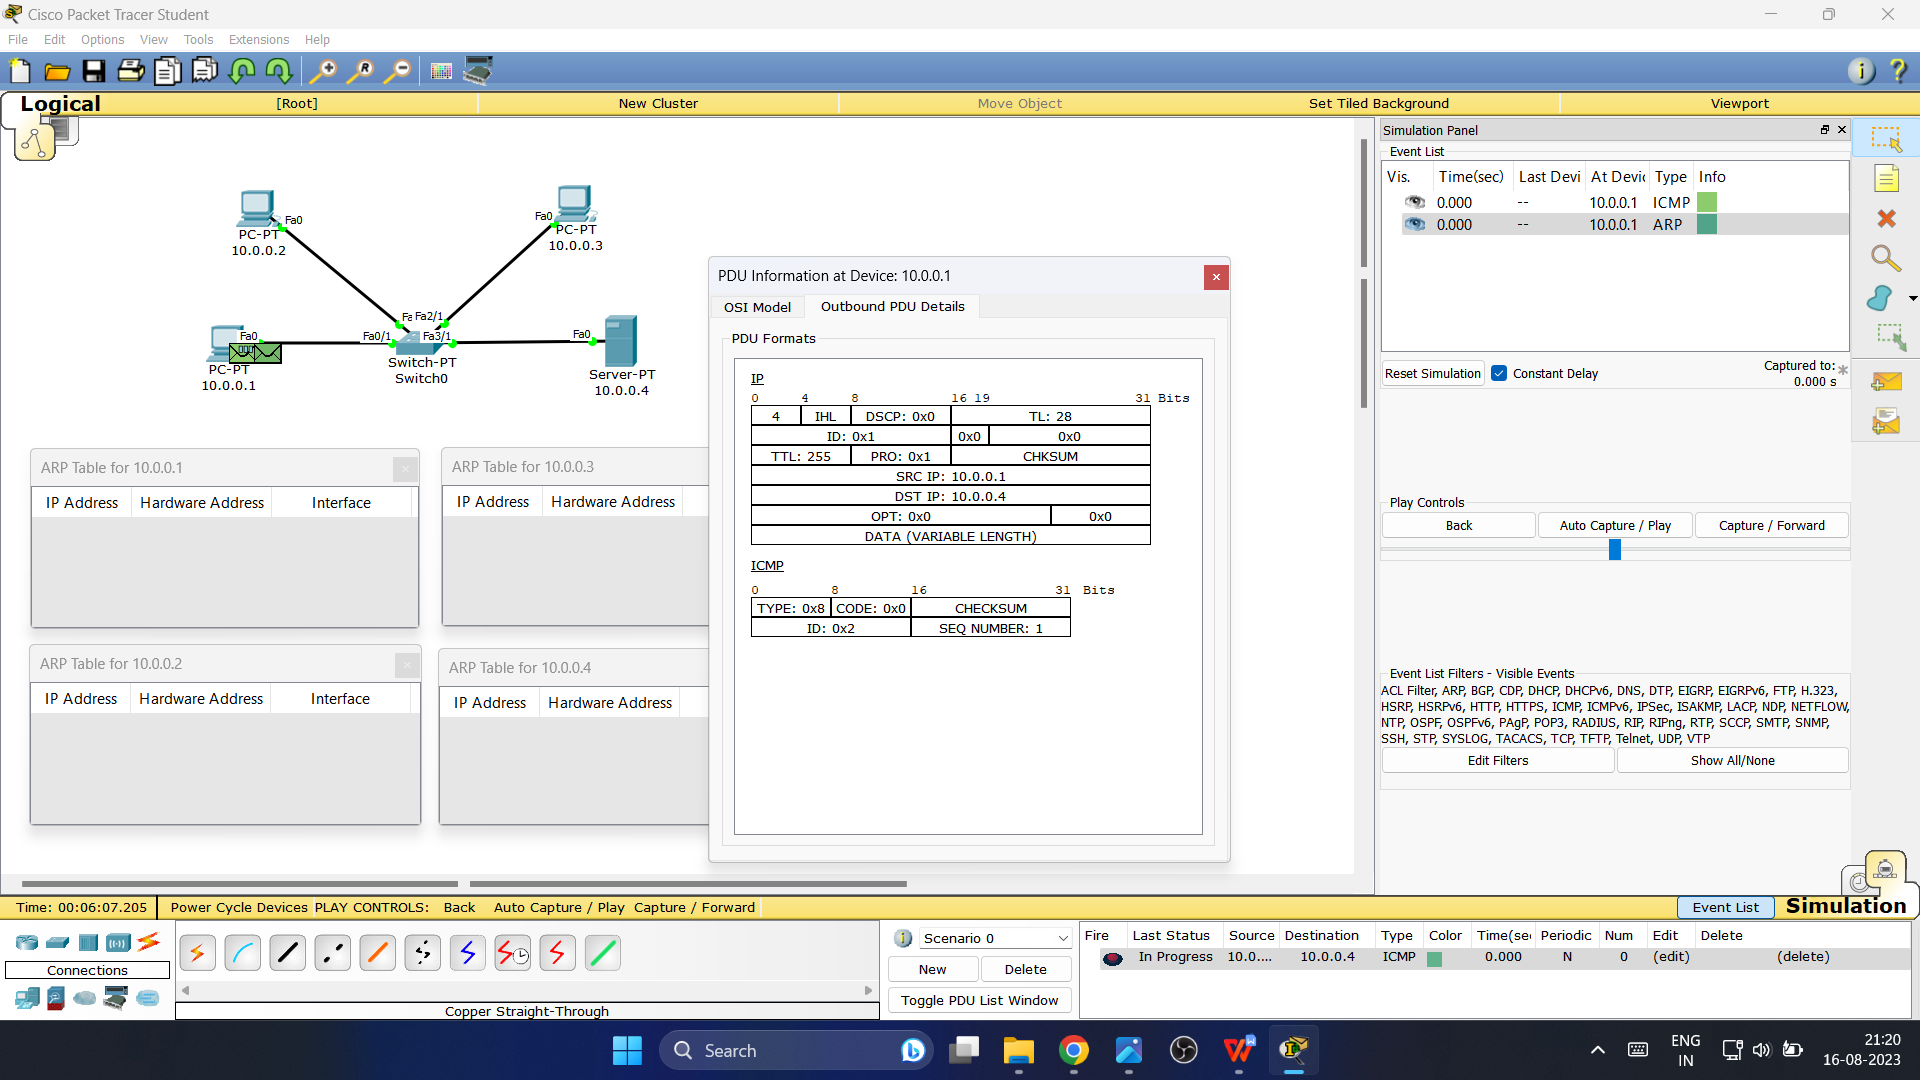 Cisco Packet Tracer Student
File Edit Options View Tools Extensions Help
Logical [Root] New Cluster Move Object Set Tiled Background Viewport
Fa0
PC-PT
10.0.0.2
Fa0
PC-PT
10.0.0.3
Fa0
PC-PT
10.0.0.1
Fa0/1
Fa2/1
Fa3/1
Switch-PT
Switch0
Fa0
Server-PT
10.0.0.4
ARP Table for 10.0.0.1
IP Address Hardware Address Interface
ARP Table for 10.0.0.3
IP Address Hardware Address
ARP Table for 10.0.0.2
IP Address Hardware Address Interface
ARP Table for 10.0.0.4
IP Address Hardware Address
PDU Information at Device: 10.0.0.1
OSI Model Outbound PDU Details
PDU Formats
IP
0 4 8 16 19 31 Bits
4 IHL DSCP: 0x0 TL: 28
ID: 0x1 0x0 0x0
TTL: 255 PRO: 0x1 CHKSUM
SRC IP: 10.0.0.1
DST IP: 10.0.0.4
OPT: 0x0 0x0
DATA (VARIABLE LENGTH)
ICMP
0 8 16 31 Bits
TYPE: 0x8 CODE: 0x0 CHECKSUM
ID: 0x2 SEQ NUMBER: 1
Simulation Panel
Event List
Vis. Time(sec) Last Devi At Devic Type Info
0.000 -- 10.0.0.1 ICMP
0.000 -- 10.0.0.1 ARP
Reset Simulation Constant Delay Captured to: *
0.000 s
Play Controls
Back Auto Capture / Play Capture / Forward
Event List Filters - Visible Events
ACL Filter, ARP, BGP, CDP, DHCP, DHCPv6, DNS, DTP, EIGRP, EIGRPv6, FTP, H.323,
HSRP, HSRPv6, HTTP, HTTPS, ICMP, ICMPv6, IPSec, ISAKMP, LACP, NDP, NETFLOW,
NTP, OSPF, OSPFv6, PAgP, POP3, RADIUS, RIP, RIPng, RTP, SCCP, SMTP, SNMP,
SSH, STP, SYSLOG, TACACS, TCP, TFTP, Telnet, UDP, VTP
Edit Filters Show All/None
Time: 00:06:07.205 Power Cycle Devices PLAY CONTROLS: Back Auto Capture / Play Capture / Forward Event List Simulation
Connections
Copper Straight-Through
Scenario 0
New Delete
Toggle PDU List Window
Fire Last Status Source Destination Type Color Time(sec Periodic Num Edit Delete
In Progress 10.0.... 10.0.0.4 ICMP 0.000 N 0 (edit) (delete)
Search
ENG
IN
21:20
16-08-2023